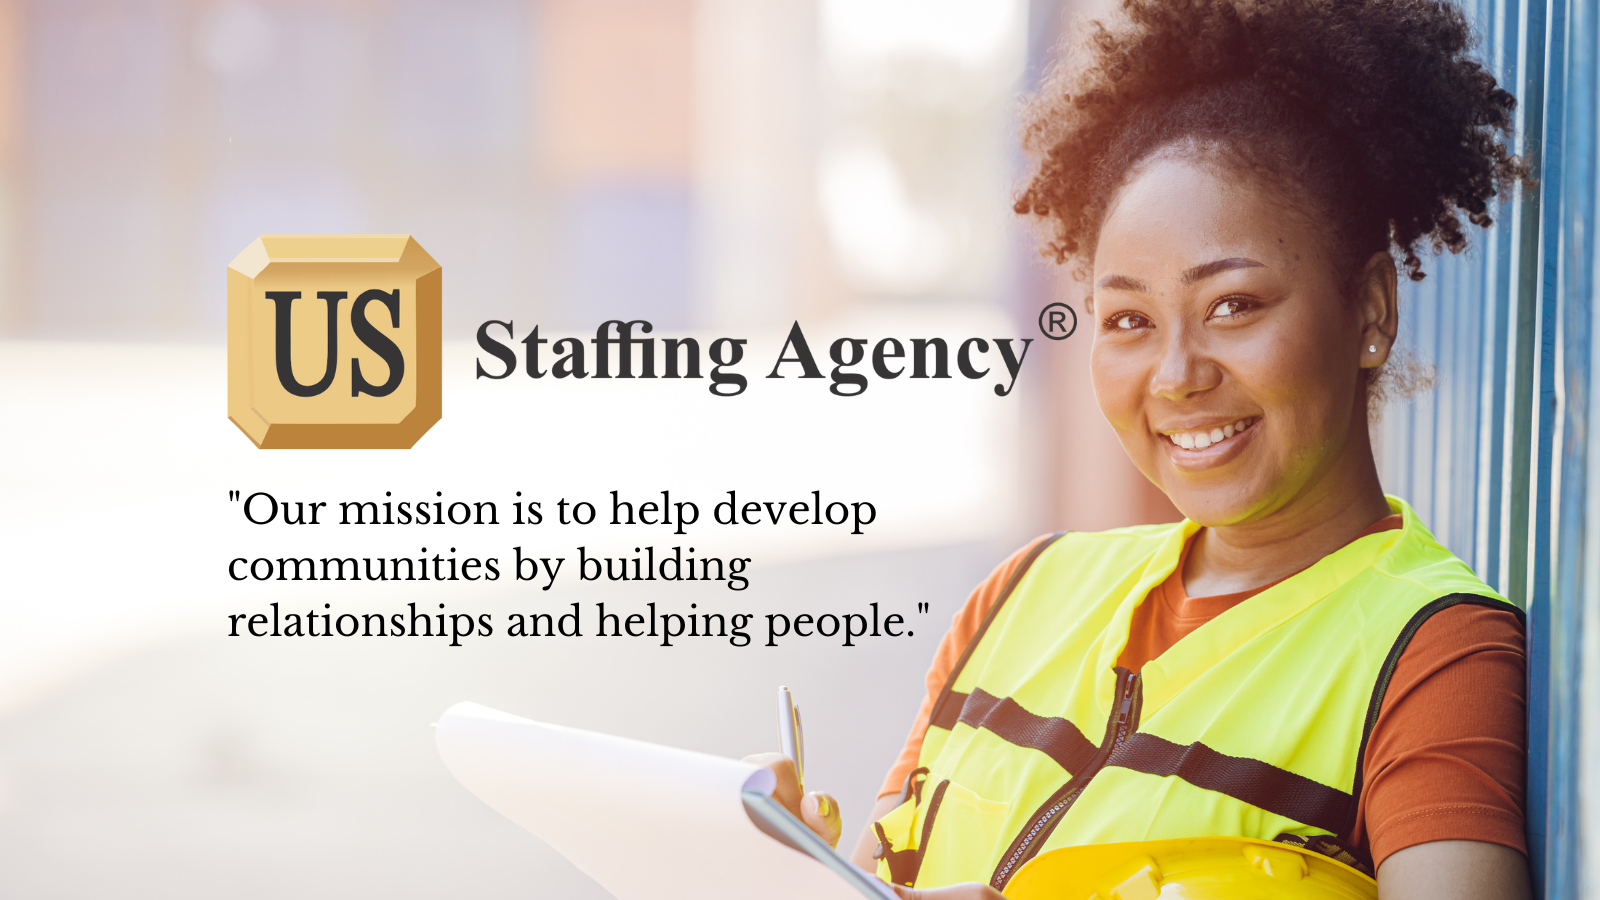 US Staffing Agency®
"Our mission is to help develop
communities by building
relationships and helping people."